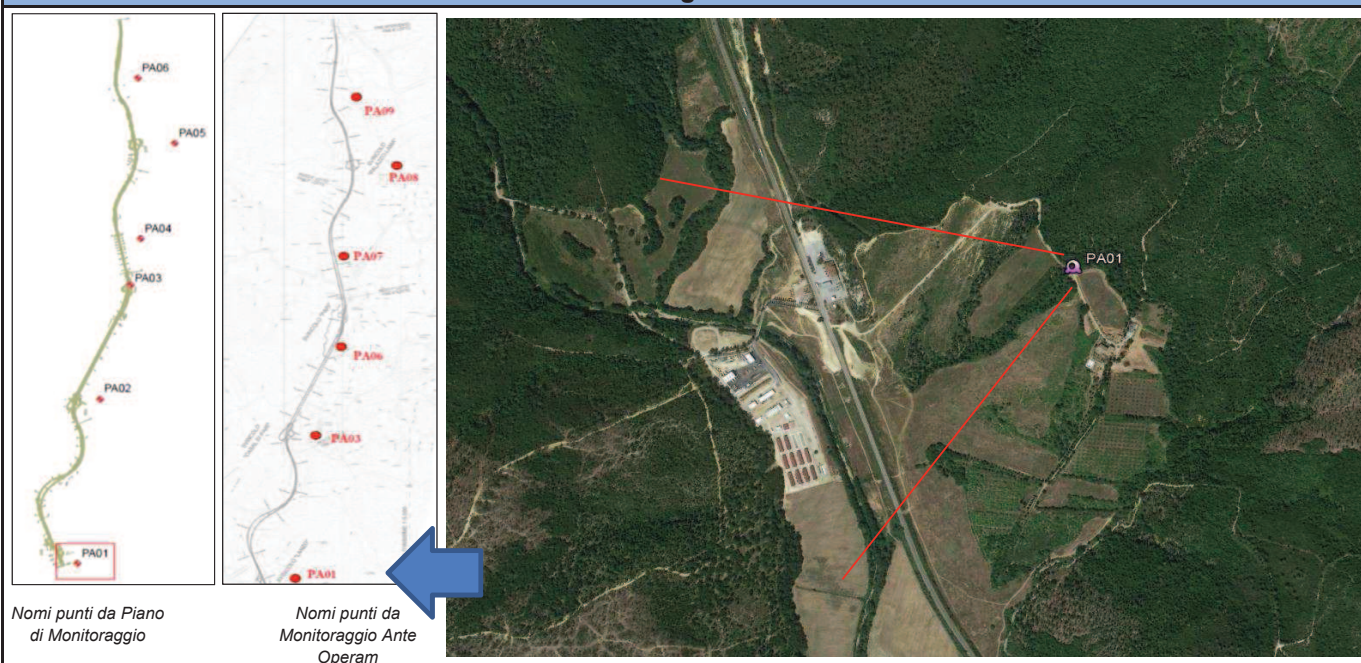 PA06
PA05
PA04
PA03
PA02
PA01
PA09
PA08
PA07
PA06
PA03
PA01
PA01
Nomi punti da Piano
di Monitoraggio
Nomi punti da
Monitoraggio Ante
Operam